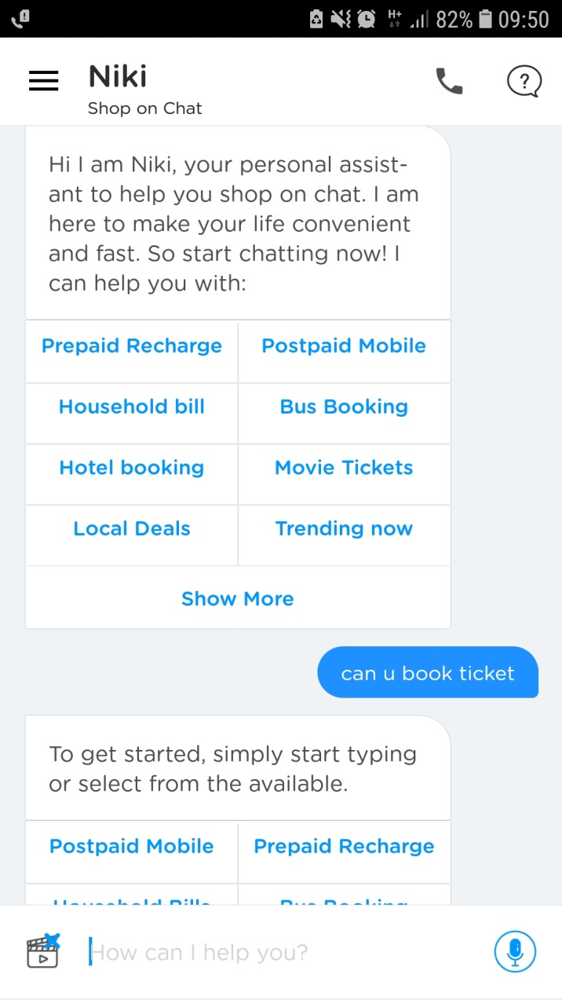 H+ 82% 09:50
Niki
Shop on Chat
?
Hi I am Niki, your personal assist-
ant to help you shop on chat. I am
here to make your life convenient
and fast. So start chatting now! I
can help you with:
Prepaid Recharge Postpaid Mobile
Household bill Bus Booking
Hotel booking Movie Tickets
Local Deals Trending now
Show More
can u book ticket
To get started, simply start typing
or select from the available.
Postpaid Mobile Prepaid Recharge
Household Bills Bus Booking
How can I help you?